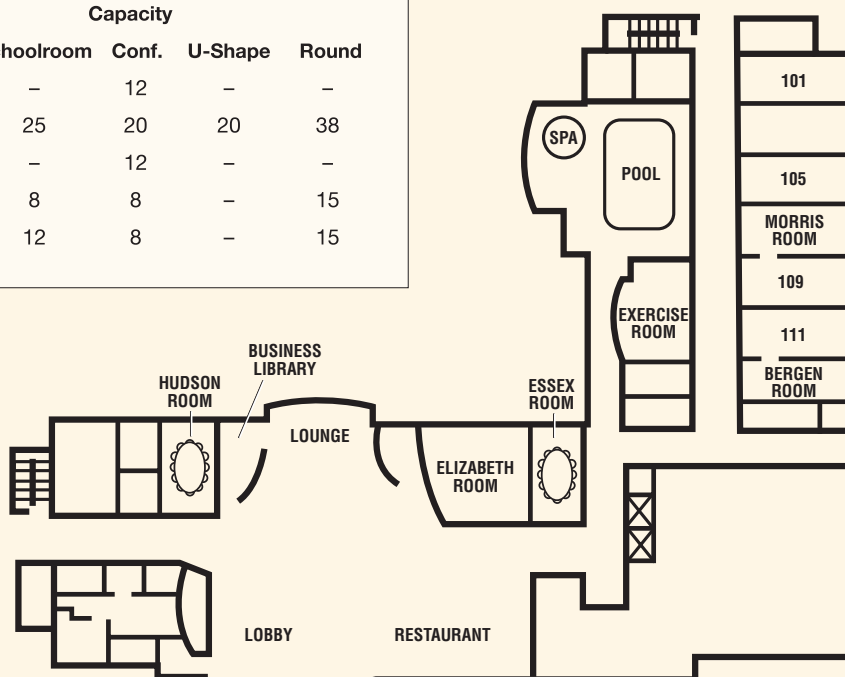 Capacity
hoolroom Conf. U-Shape Round
– 12 – –
25 20 20 38
– 12 – –
8 8 – 15
12 8 – 15
101
SPA
POOL
105
MORRIS
ROOM
109
EXERCISE
ROOM
111
BERGEN
ROOM
BUSINESS
LIBRARY
HUDSON
ROOM
ESSEX
ROOM
LOUNGE
ELIZABETH
ROOM
LOBBY
RESTAURANT